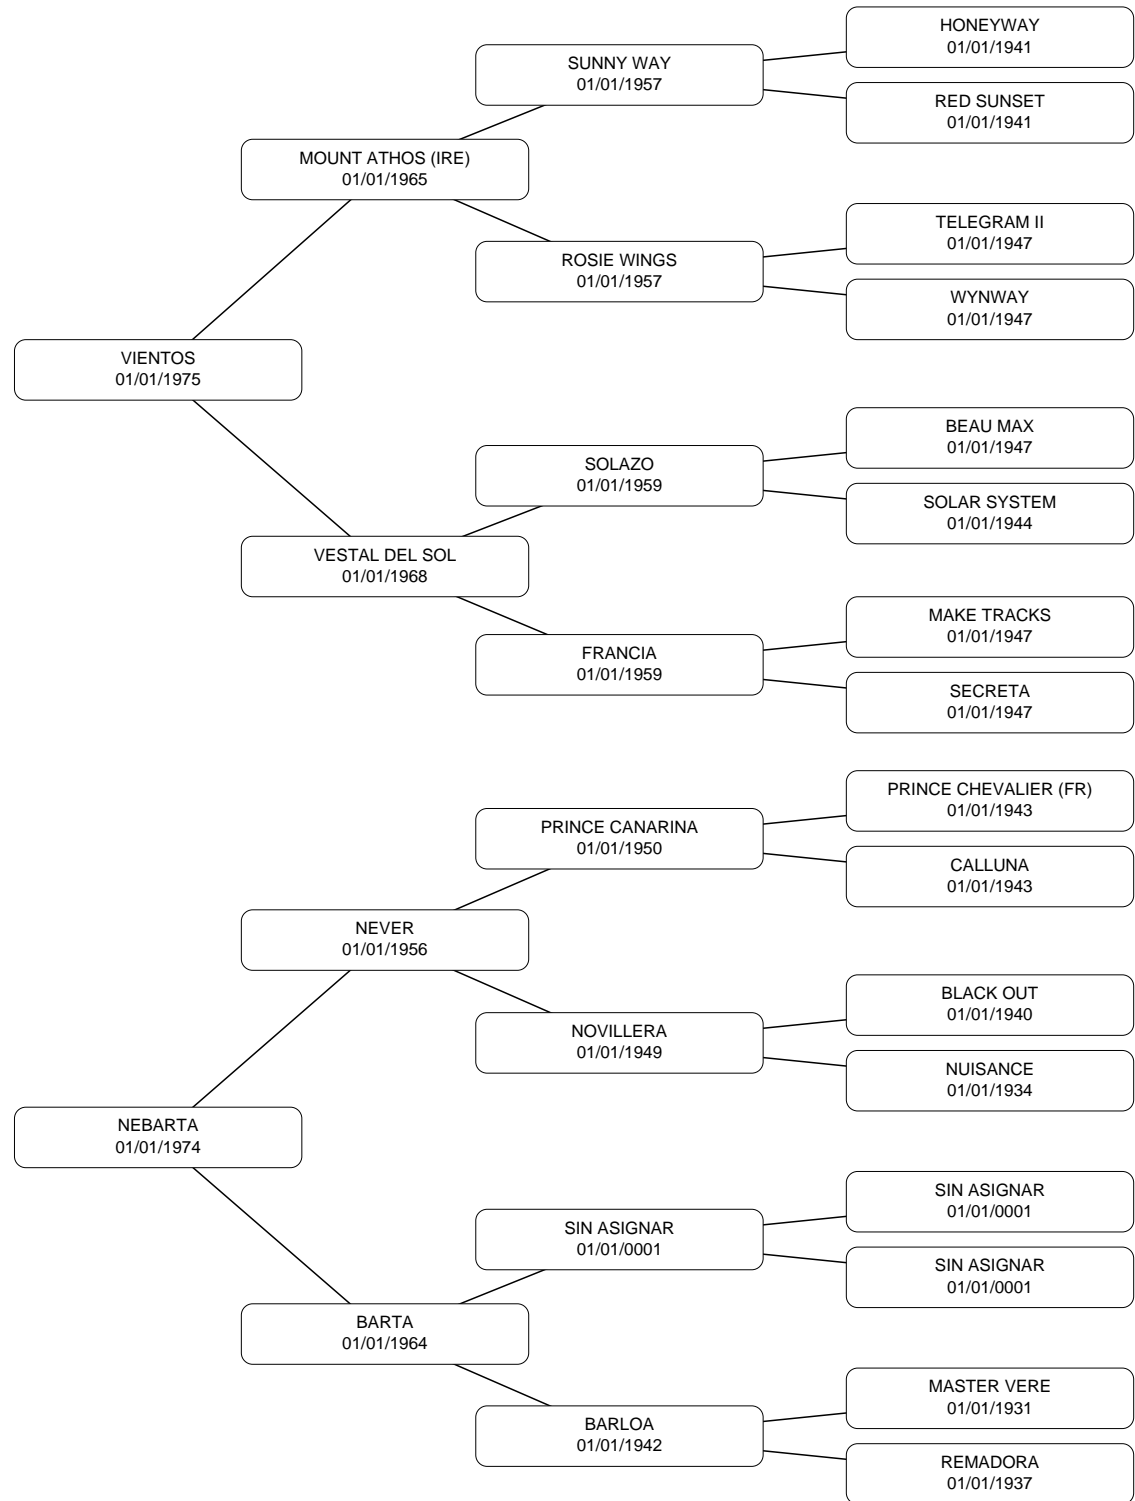 HONEYWAY
01/01/1941
SUNNY WAY
01/01/1957
RED SUNSET
01/01/1941
MOUNT ATHOS (IRE)
01/01/1965
TELEGRAM II
01/01/1947
ROSIE WINGS
01/01/1957
WYNWAY
01/01/1947
VIENTOS
01/01/1975
BEAU MAX
01/01/1947
SOLAZO
01/01/1959
SOLAR SYSTEM
01/01/1944
VESTAL DEL SOL
01/01/1968
MAKE TRACKS
01/01/1947
FRANCIA
01/01/1959
SECRETA
01/01/1947
PRINCE CHEVALIER (FR)
01/01/1943
PRINCE CANARINA
01/01/1950
CALLUNA
01/01/1943
NEVER
01/01/1956
BLACK OUT
01/01/1940
NOVILLERA
01/01/1949
NUISANCE
01/01/1934
NEBARTA
01/01/1974
SIN ASIGNAR
01/01/0001
SIN ASIGNAR
01/01/0001
SIN ASIGNAR
01/01/0001
BARTA
01/01/1964
MASTER VERE
01/01/1931
BARLOA
01/01/1942
REMADORA
01/01/1937